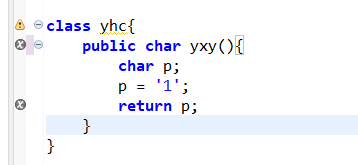 class yhc{
    public char yxy(){
        char p;
        p = '1';
        return p;
    }
}